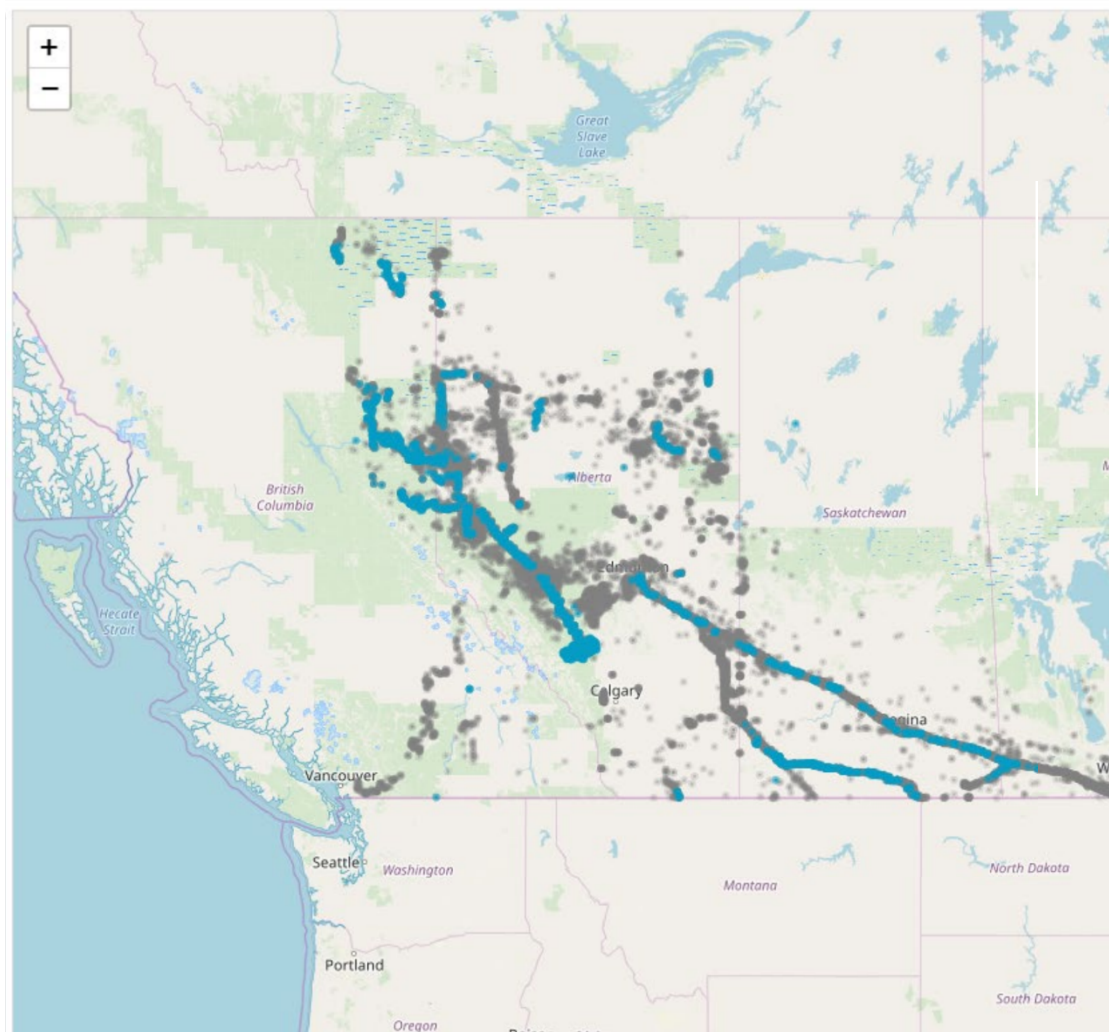 +
−
Great
Slave
Lake
British
Columbia
Alberta
Saskatchewan
Hecate
Strait
Calgary
Vancouver
W
Seattle
Washington
North Dakota
Montana
Portland
South Dakota
Oregon